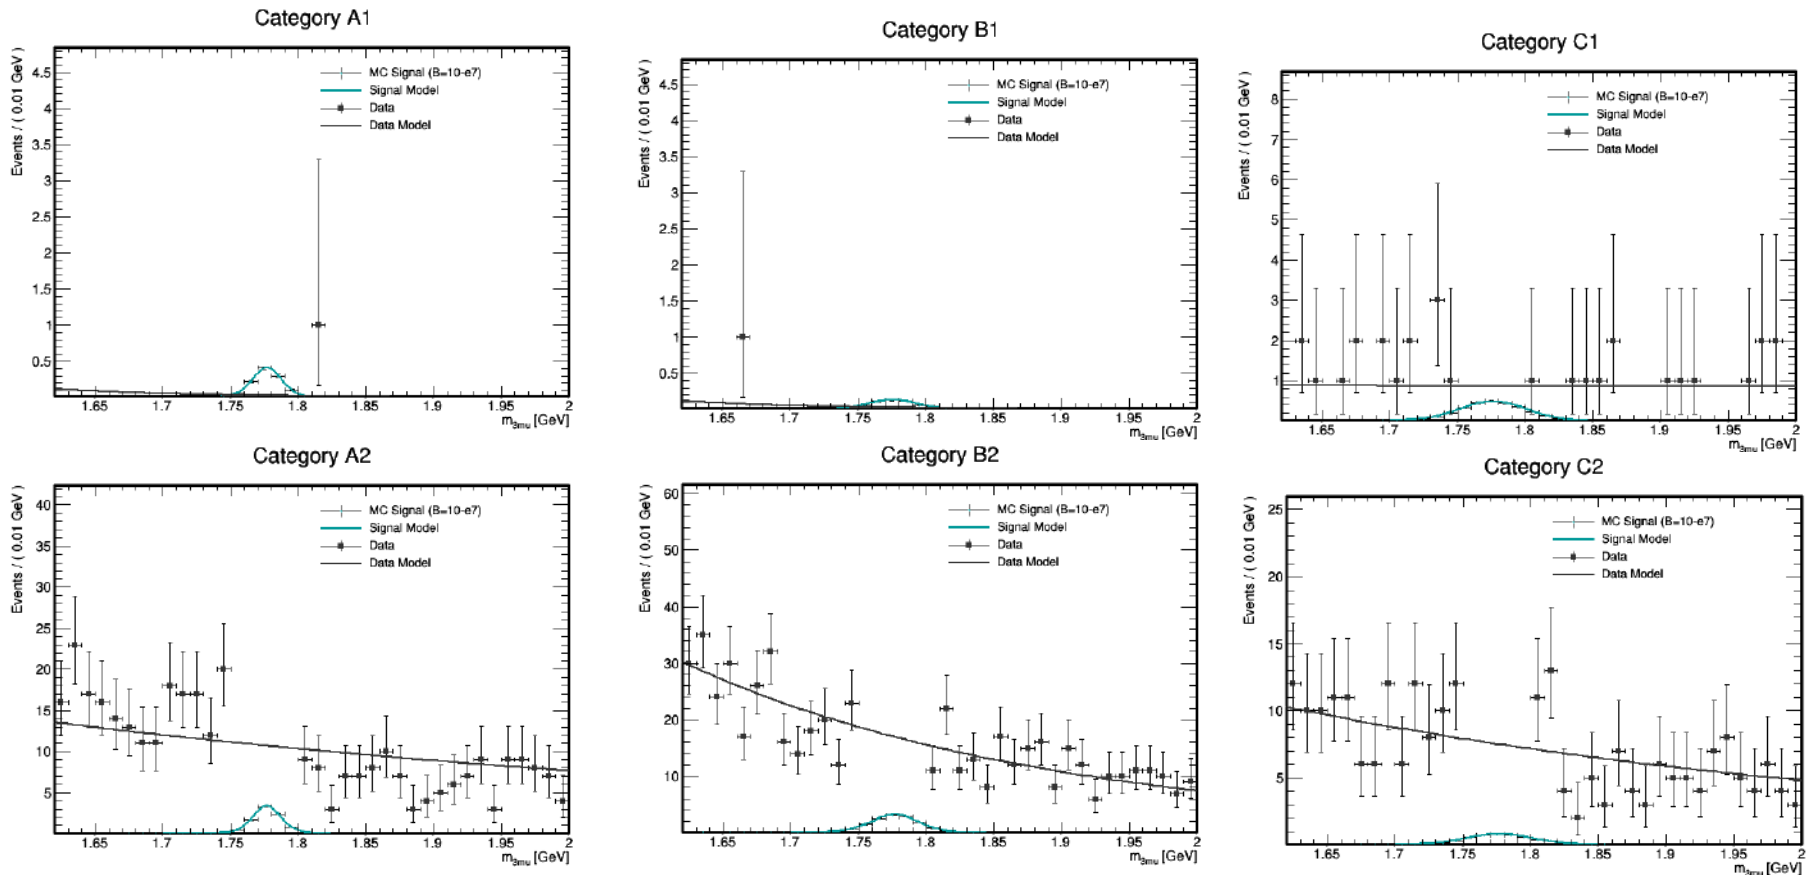 Category A1
Events / ( 0.01 GeV)
4.5
4
3.5
3
2.5
2
1.5
1
0.5
MC Signal (B=10-e7)
Signal Model
Data
Data Model
1.65 1.7 1.75 1.8 1.85 1.9 1.95 2
m3mu [GeV]
Category B1
Events / ( 0.01 GeV)
4.5
4
3.5
3
2.5
2
1.5
1
0.5
MC Signal (B=10-e7)
Signal Model
Data
Data Model
1.65 1.7 1.75 1.8 1.85 1.9 1.95 2
m3mu [GeV]
Category C1
Events / ( 0.01 GeV)
8
7
6
5
4
3
2
1
MC Signal (B=10-e7)
Signal Model
Data
Data Model
1.65 1.7 1.75 1.8 1.85 1.9 1.95 2
m3mu [GeV]
Category A2
Events / ( 0.01 GeV)
40
35
30
25
20
15
10
5
MC Signal (B=10-e7)
Signal Model
Data
Data Model
1.65 1.7 1.75 1.8 1.85 1.9 1.95 2
m3mu [GeV]
Category B2
Events / ( 0.01 GeV)
60
50
40
30
20
10
MC Signal (B=10-e7)
Signal Model
Data
Data Model
1.65 1.7 1.75 1.8 1.85 1.9 1.95 2
m3mu [GeV]
Category C2
Events / ( 0.01 GeV)
25
20
15
10
5
MC Signal (B=10-e7)
Signal Model
Data
Data Model
1.65 1.7 1.75 1.8 1.85 1.9 1.95 2
m3mu [GeV]